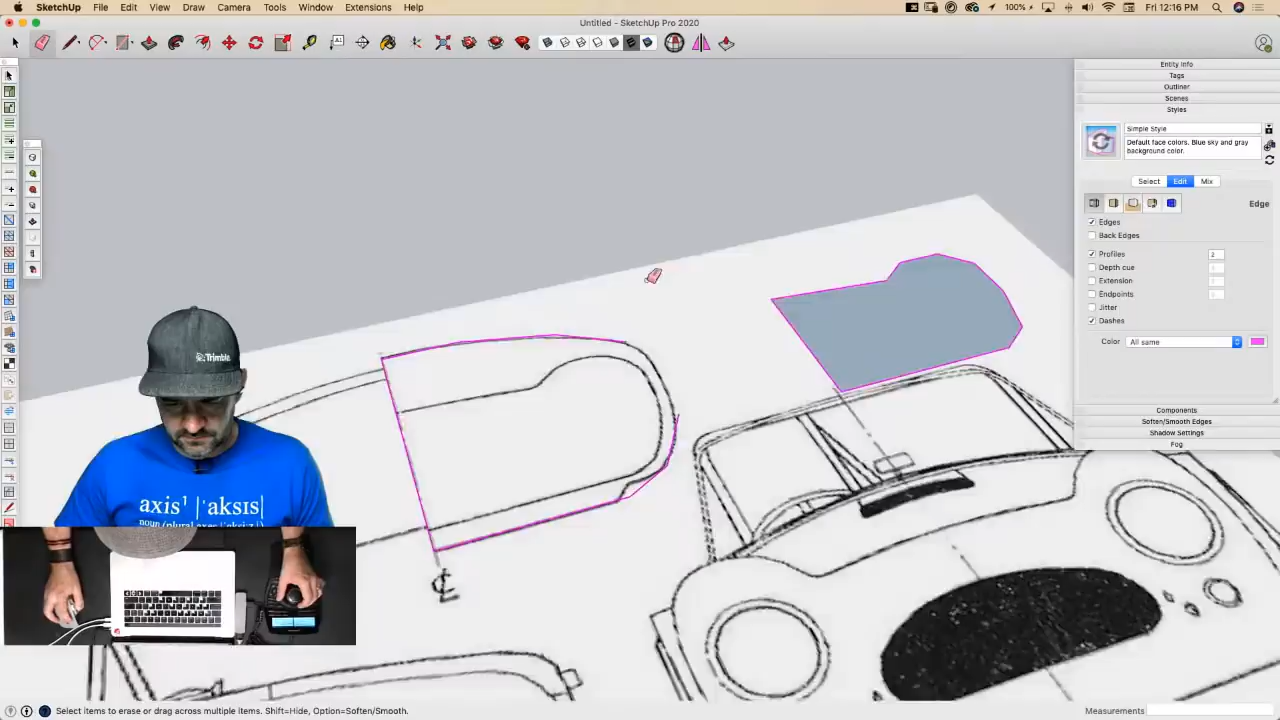 SketchUp File Edit View Draw Camera Tools Window Extensions Help 100% Fri 12:16 PM
Untitled - SketchUp Pro 2020
Entity Info
Tags
Outliner
Scenes
Styles
Simple Style
Default face colors. Blue sky and gray
background color.
Select Edit Mix
Edge
Edges
Back Edges
Profiles 2
Depth cue
Extension
Endpoints
Jitter
Dashes
Color All same
Components
Soften/Smooth Edges
Shadow Settings
Fog
Trimble
axis¹ |ˈaksɪs|
℄
Select items to erase or drag across multiple items. Shift=Hide, Option=Soften/Smooth.
Measurements